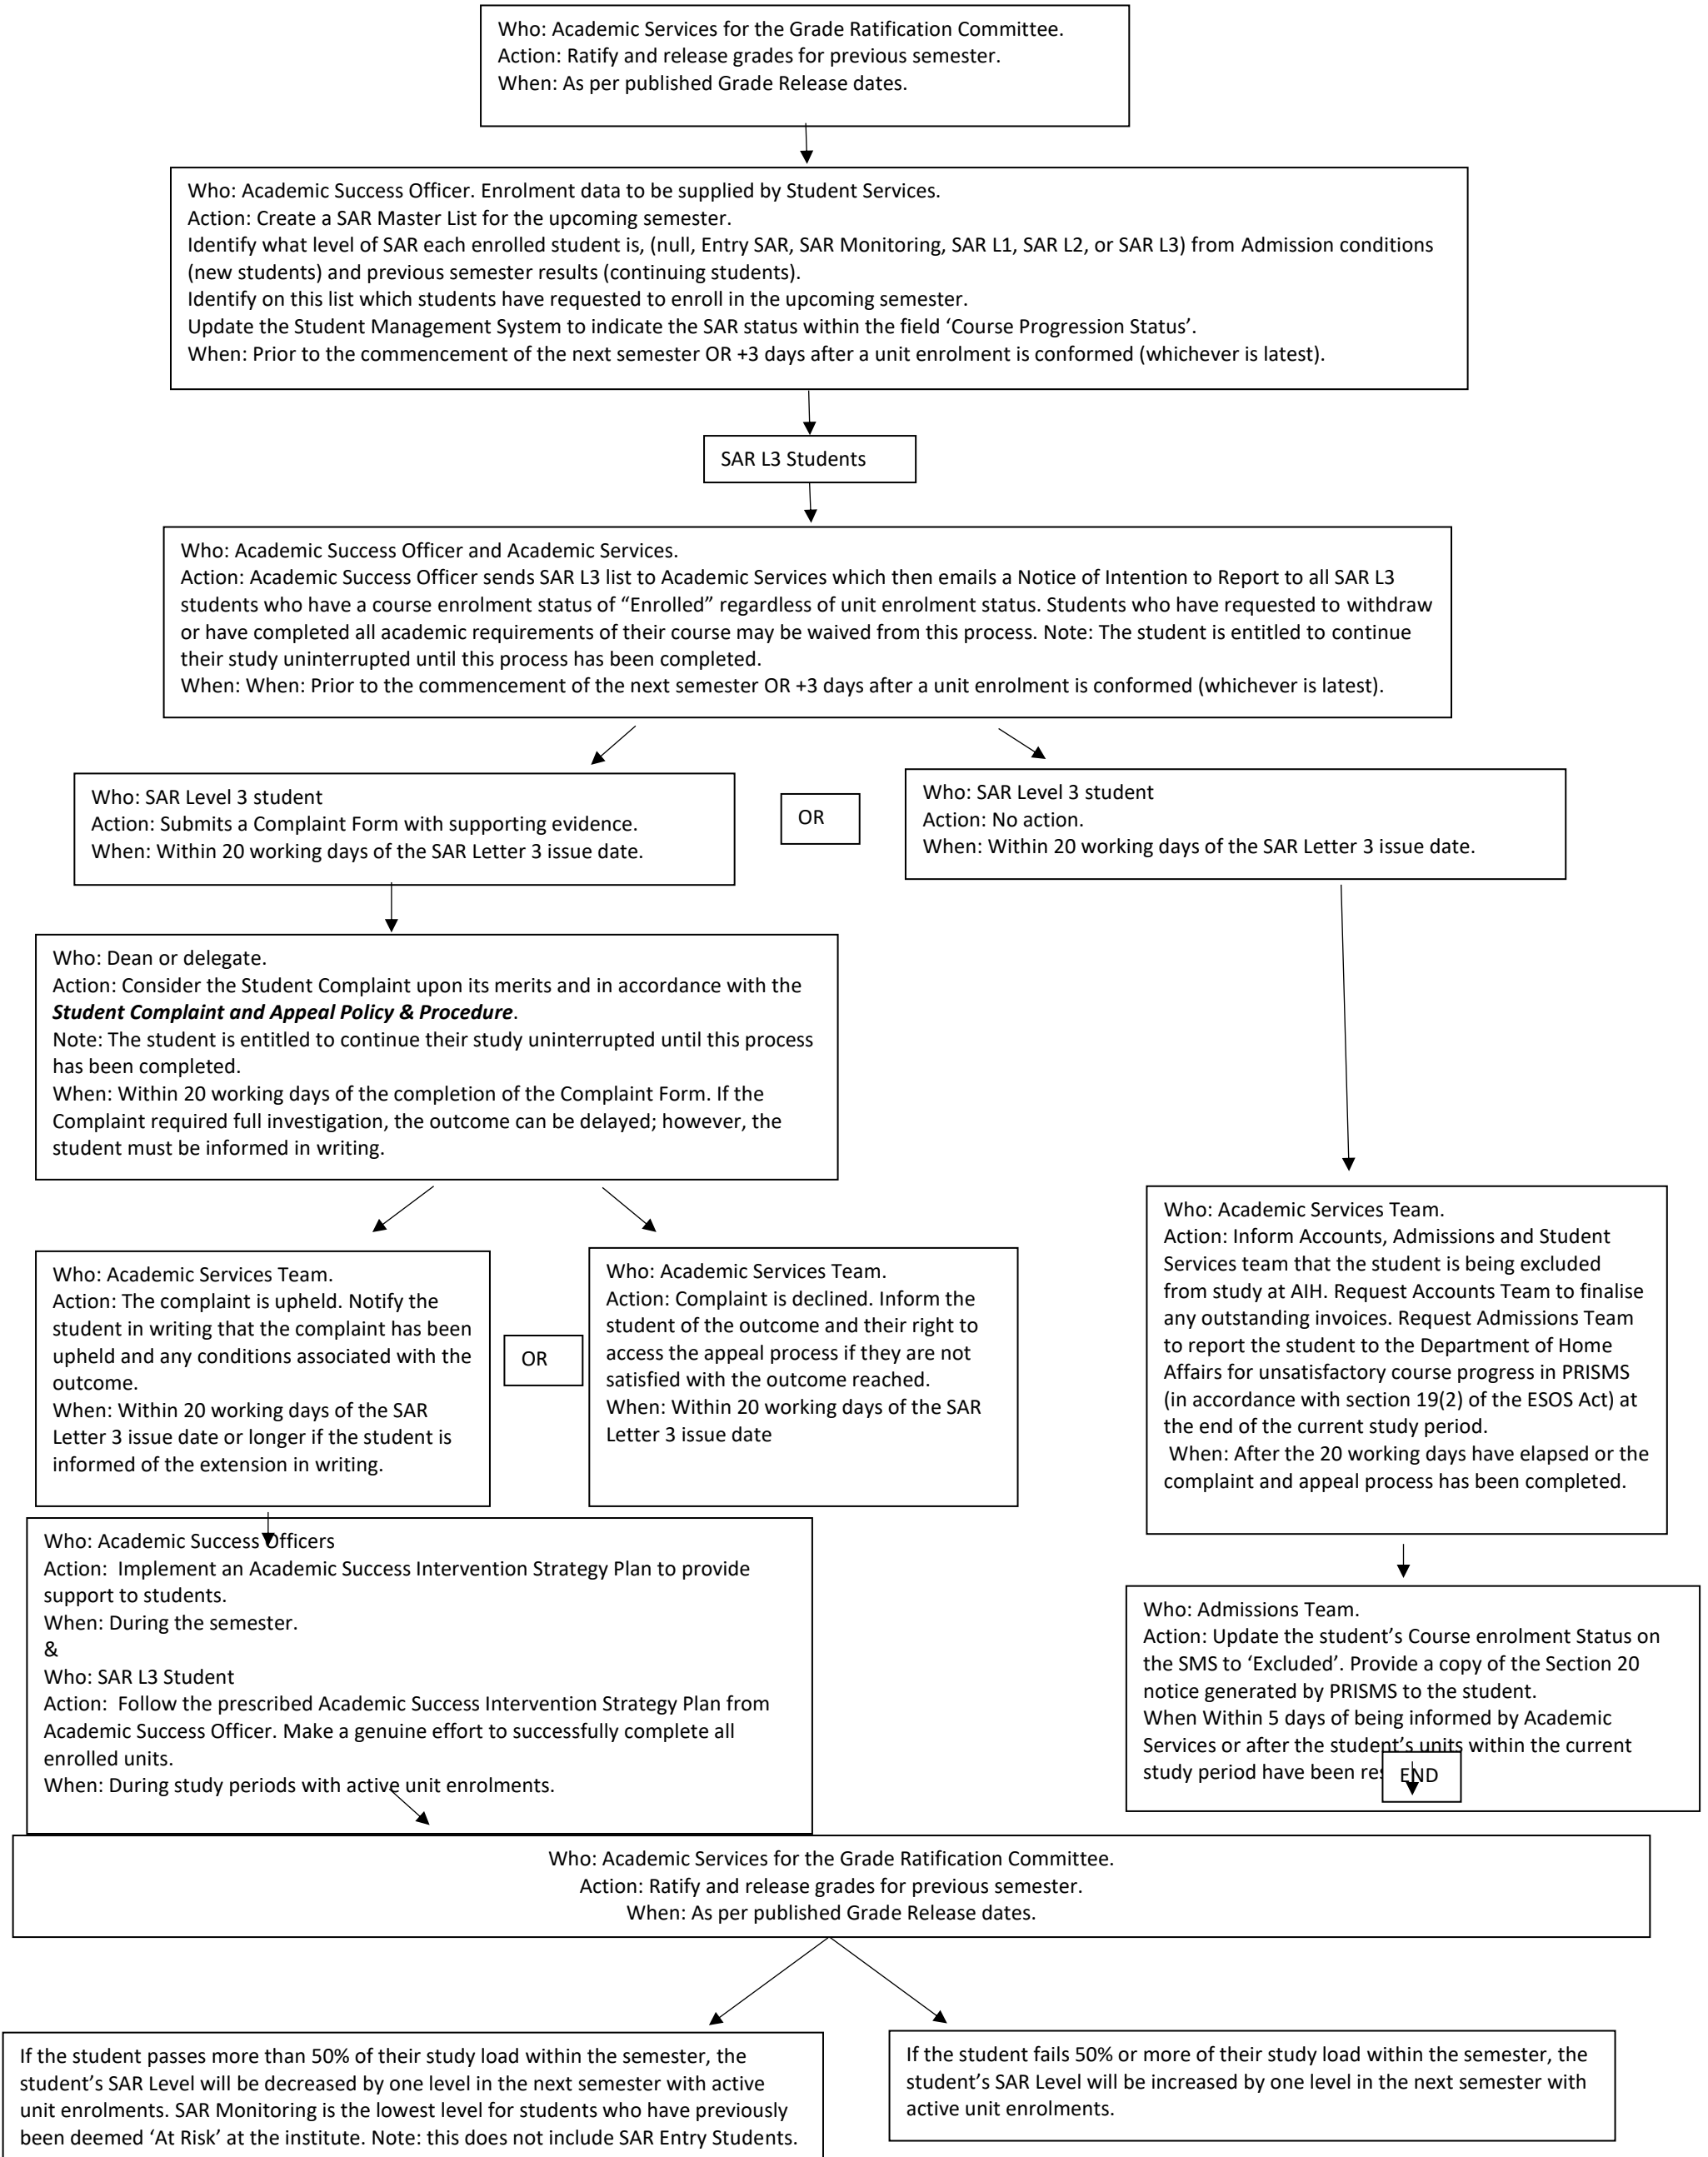 Who: Academic Services for the Grade Ratification Committee.
Action: Ratify and release grades for previous semester.
When: As per published Grade Release dates.
Who: Academic Success Officer. Enrolment data to be supplied by Student Services.
Action: Create a SAR Master List for the upcoming semester.
Identify what level of SAR each enrolled student is, (null, Entry SAR, SAR Monitoring, SAR L1, SAR L2, or SAR L3) from Admission conditions
(new students) and previous semester results (continuing students).
Identify on this list which students have requested to enroll in the upcoming semester.
Update the Student Management System to indicate the SAR status within the field ‘Course Progression Status’.
When: Prior to the commencement of the next semester OR +3 days after a unit enrolment is conformed (whichever is latest).
SAR L3 Students
Who: Academic Success Officer and Academic Services.
Action: Academic Success Officer sends SAR L3 list to Academic Services which then emails a Notice of Intention to Report to all SAR L3
students who have a course enrolment status of “Enrolled” regardless of unit enrolment status. Students who have requested to withdraw
or have completed all academic requirements of their course may be waived from this process. Note: The student is entitled to continue
their study uninterrupted until this process has been completed.
When: When: Prior to the commencement of the next semester OR +3 days after a unit enrolment is conformed (whichever is latest).
Who: SAR Level 3 student
Action: Submits a Complaint Form with supporting evidence.
When: Within 20 working days of the SAR Letter 3 issue date.
OR
Who: SAR Level 3 student
Action: No action.
When: Within 20 working days of the SAR Letter 3 issue date.
Who: Dean or delegate.
Action: Consider the Student Complaint upon its merits and in accordance with the
Student Complaint and Appeal Policy & Procedure.
Note: The student is entitled to continue their study uninterrupted until this process
has been completed.
When: Within 20 working days of the completion of the Complaint Form. If the
Complaint required full investigation, the outcome can be delayed; however, the
student must be informed in writing.
Who: Academic Services Team.
Action: The complaint is upheld. Notify the
student in writing that the complaint has been
upheld and any conditions associated with the
outcome.
When: Within 20 working days of the SAR
Letter 3 issue date or longer if the student is
informed of the extension in writing.
OR
Who: Academic Services Team.
Action: Complaint is declined. Inform the
student of the outcome and their right to
access the appeal process if they are not
satisfied with the outcome reached.
When: Within 20 working days of the SAR
Letter 3 issue date
Who: Academic Services Team.
Action: Inform Accounts, Admissions and Student
Services team that the student is being excluded
from study at AIH. Request Accounts Team to finalise
any outstanding invoices. Request Admissions Team
to report the student to the Department of Home
Affairs for unsatisfactory course progress in PRISMS
(in accordance with section 19(2) of the ESOS Act) at
the end of the current study period.
When: After the 20 working days have elapsed or the
complaint and appeal process has been completed.
Who: Academic Success Officers
Action: Implement an Academic Success Intervention Strategy Plan to provide
support to students.
When: During the semester.
&
Who: SAR L3 Student
Action: Follow the prescribed Academic Success Intervention Strategy Plan from
Academic Success Officer. Make a genuine effort to successfully complete all
enrolled units.
When: During study periods with active unit enrolments.
Who: Admissions Team.
Action: Update the student’s Course enrolment Status on
the SMS to ‘Excluded’. Provide a copy of the Section 20
notice generated by PRISMS to the student.
When Within 5 days of being informed by Academic
Services or after the student’s units within the current
study period have been
END
Who: Academic Services for the Grade Ratification Committee.
Action: Ratify and release grades for previous semester.
When: As per published Grade Release dates.
If the student passes more than 50% of their study load within the semester, the
student’s SAR Level will be decreased by one level in the next semester with active
unit enrolments. SAR Monitoring is the lowest level for students who have previously
been deemed ‘At Risk’ at the institute. Note: this does not include SAR Entry Students.
If the student fails 50% or more of their study load within the semester, the
student’s SAR Level will be increased by one level in the next semester with
active unit enrolments.